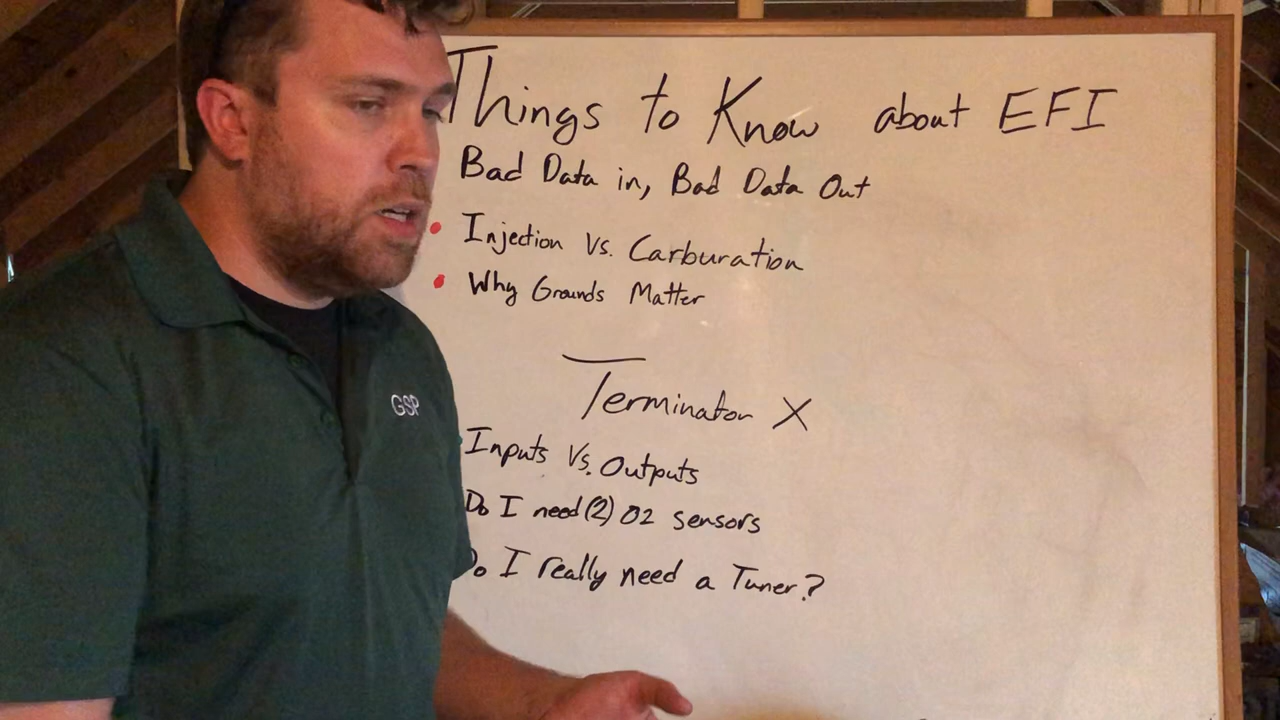 Things to Know about EFI
Bad Data in, Bad Data Out
• Injection Vs. Carburation
• Why Grounds Matter
Terminator X
Inputs Vs. Outputs
Do I need (2) O2 sensors
Do I really need a Tuner?
GSP